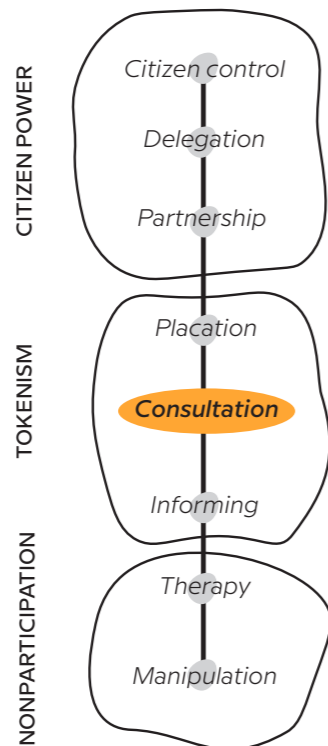 CITIZEN POWER
Citizen control
Delegation
Partnership
TOKENISM
Placation
Consultation
Informing
NONPARTICIPATION
Therapy
Manipulation